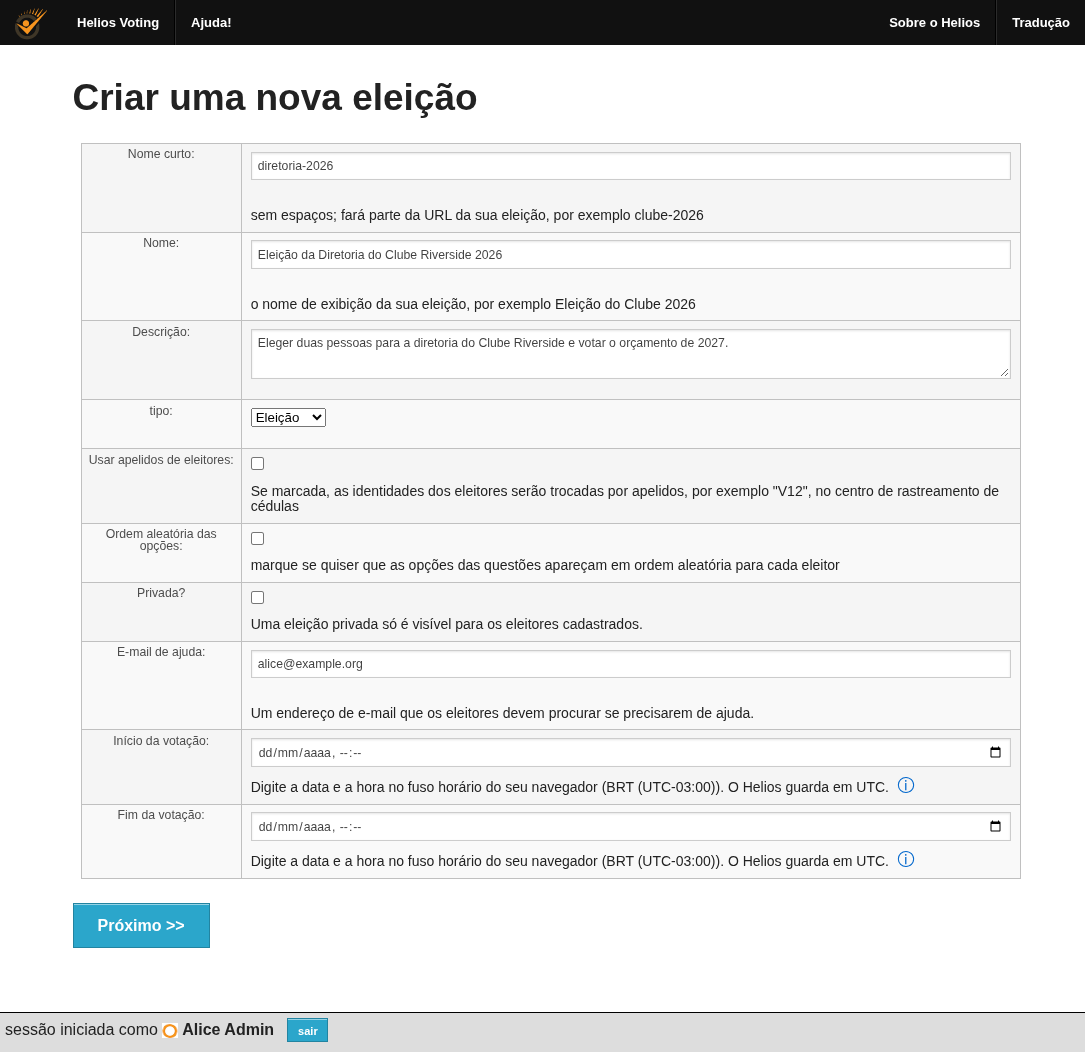 Helios Voting
Ajuda!
Sobre o Helios
Tradução
Criar uma nova eleição
Nome curto:
diretoria-2026
sem espaços; fará parte da URL da sua eleição, por exemplo clube-2026
Nome:
Eleição da Diretoria do Clube Riverside 2026
o nome de exibição da sua eleição, por exemplo Eleição do Clube 2026
Descrição:
Eleger duas pessoas para a diretoria do Clube Riverside e votar o orçamento de 2027.
tipo:
Eleição
Usar apelidos de eleitores:
Se marcada, as identidades dos eleitores serão trocadas por apelidos, por exemplo "V12", no centro de rastreamento de
cédulas
Ordem aleatória das
opções:
marque se quiser que as opções das questões apareçam em ordem aleatória para cada eleitor
Privada?
Uma eleição privada só é visível para os eleitores cadastrados.
E-mail de ajuda:
alice@example.org
Um endereço de e-mail que os eleitores devem procurar se precisarem de ajuda.
Início da votação:
dd/mm/aaaa, --:--
Digite a data e a hora no fuso horário do seu navegador (BRT (UTC-03:00)). O Helios guarda em UTC.
Fim da votação:
dd/mm/aaaa, --:--
Digite a data e a hora no fuso horário do seu navegador (BRT (UTC-03:00)). O Helios guarda em UTC.
Próximo >>
sessão iniciada como Alice Admin
sair